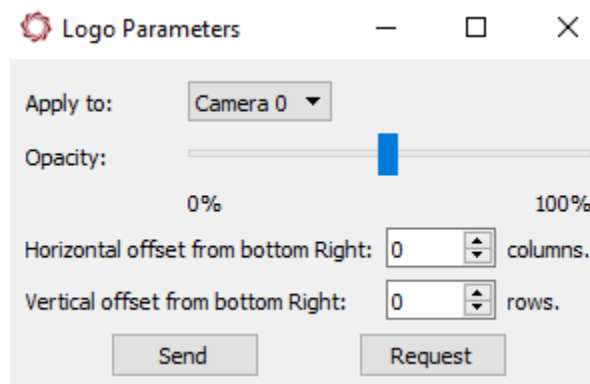 Logo Parameters
Apply to: Camera 0
Opacity:
0% 100%
Horizontal offset from bottom Right: 0 columns.
Vertical offset from bottom Right: 0 rows.
Send Request